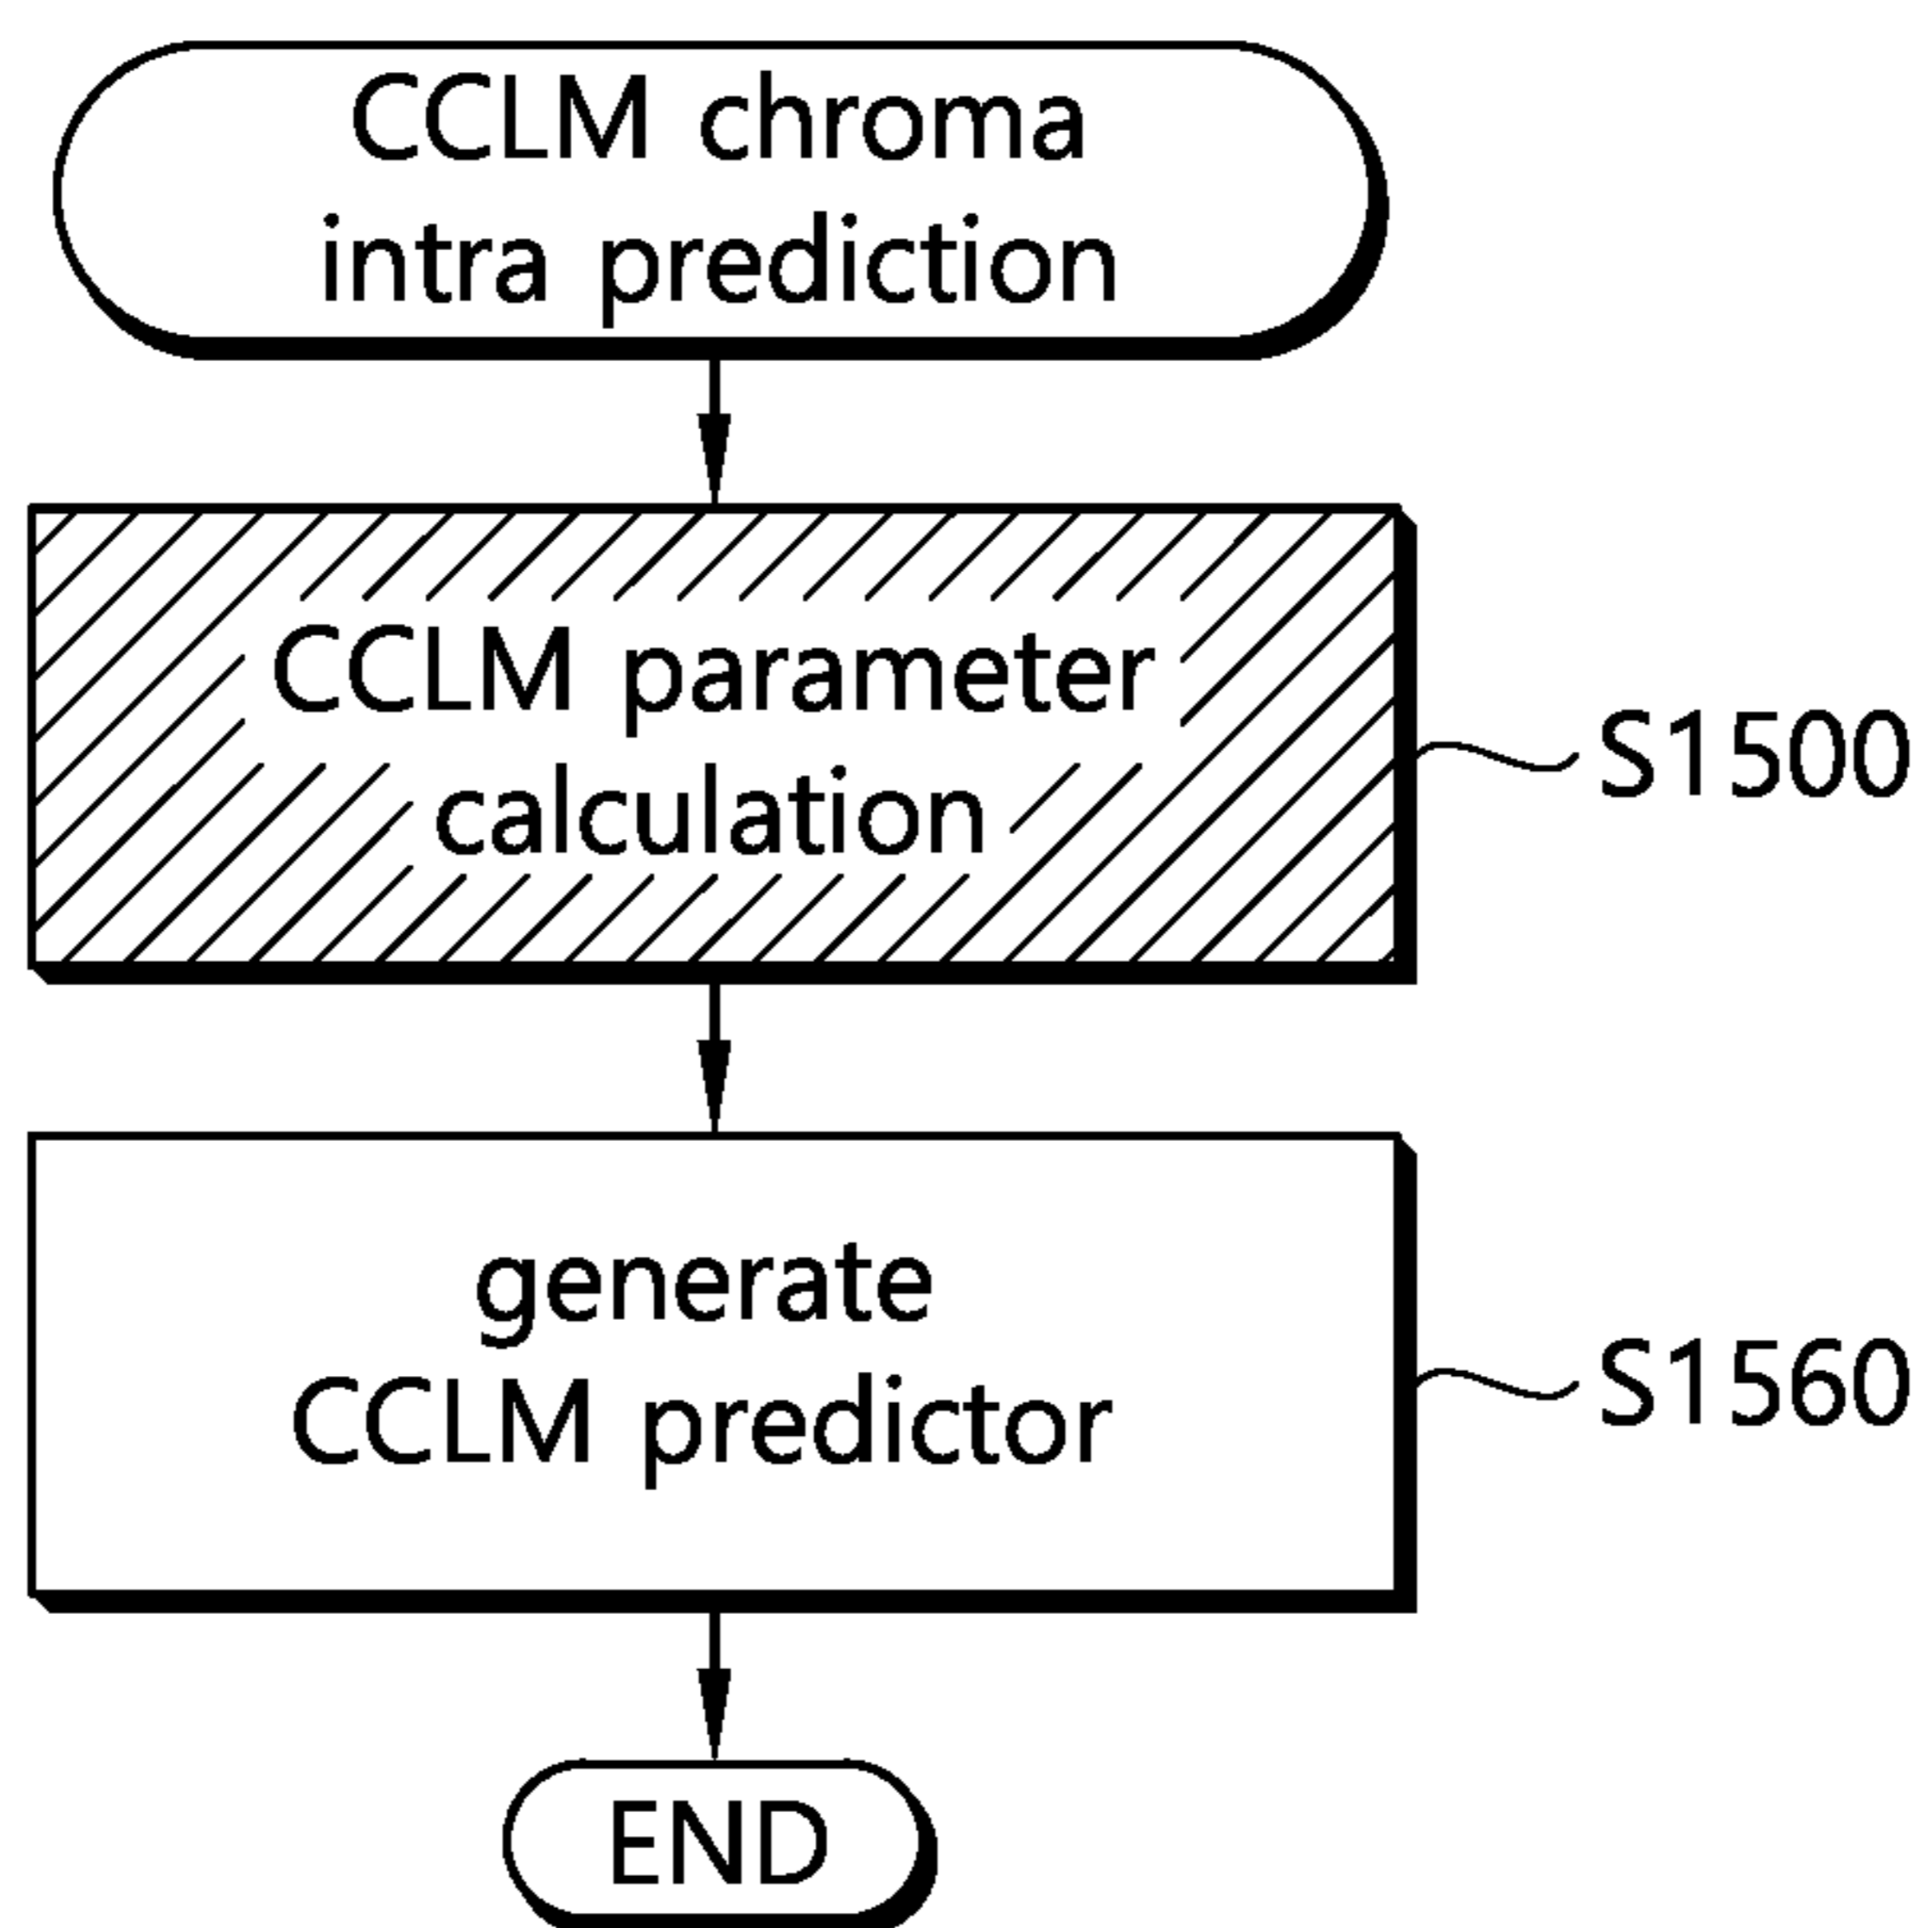 CCLM chroma
intra prediction
CCLM parameter
calculation
S1500
generate
CCLM predictor
S1560
END